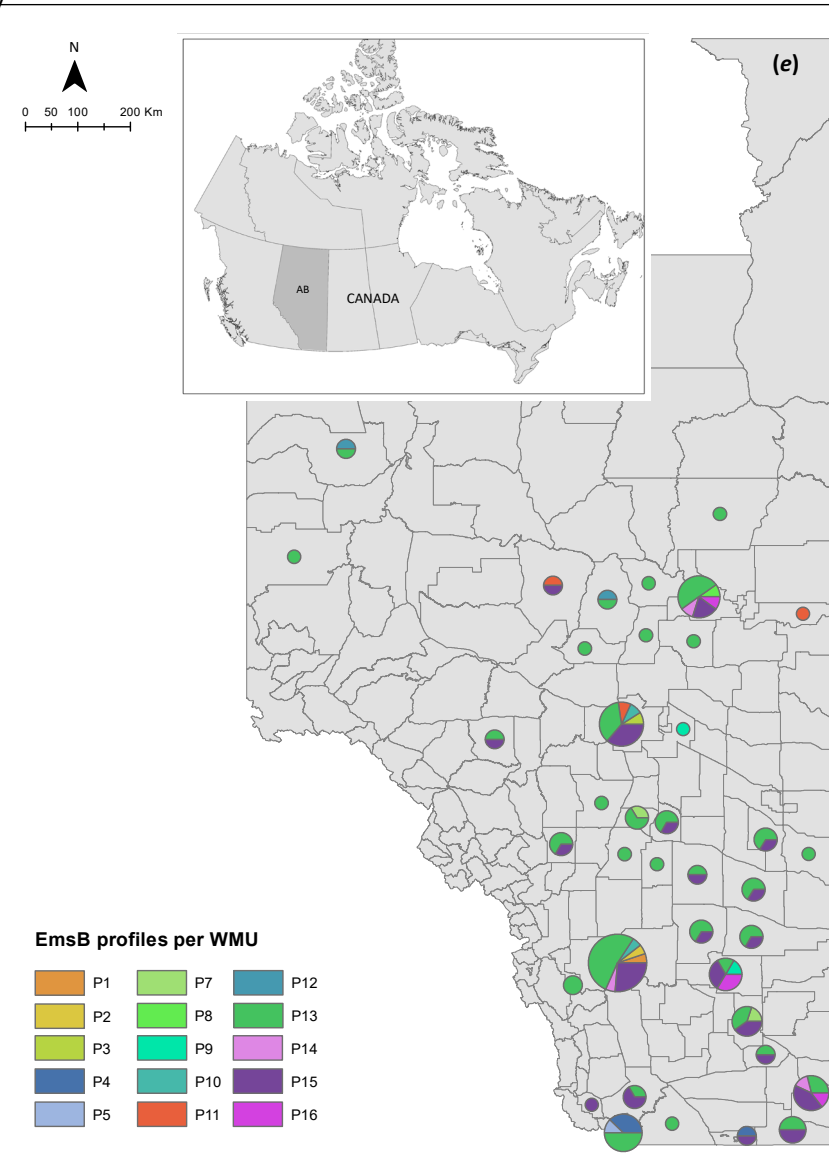 N
(e)
0 50 100 200 Km
AB
CANADA
EmsB profiles per WMU
P1 P7 P12
P2 P8 P13
P3 P9 P14
P4 P10 P15
P5 P11 P16